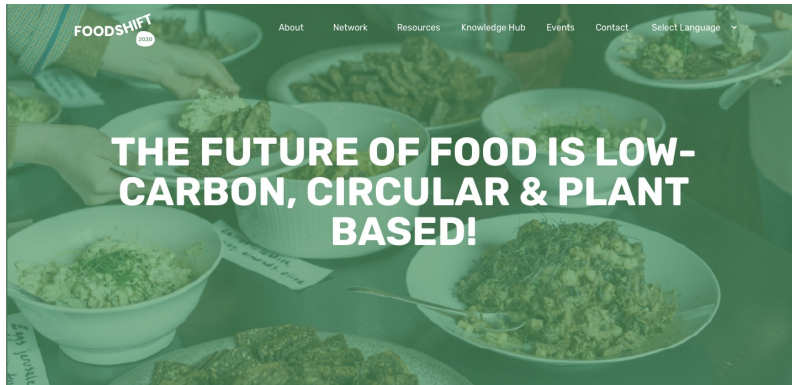 FOODSHIFT
2030
About Network Resources Knowledge Hub Events Contact Select Language
THE FUTURE OF FOOD IS LOW-
CARBON, CIRCULAR & PLANT
BASED!